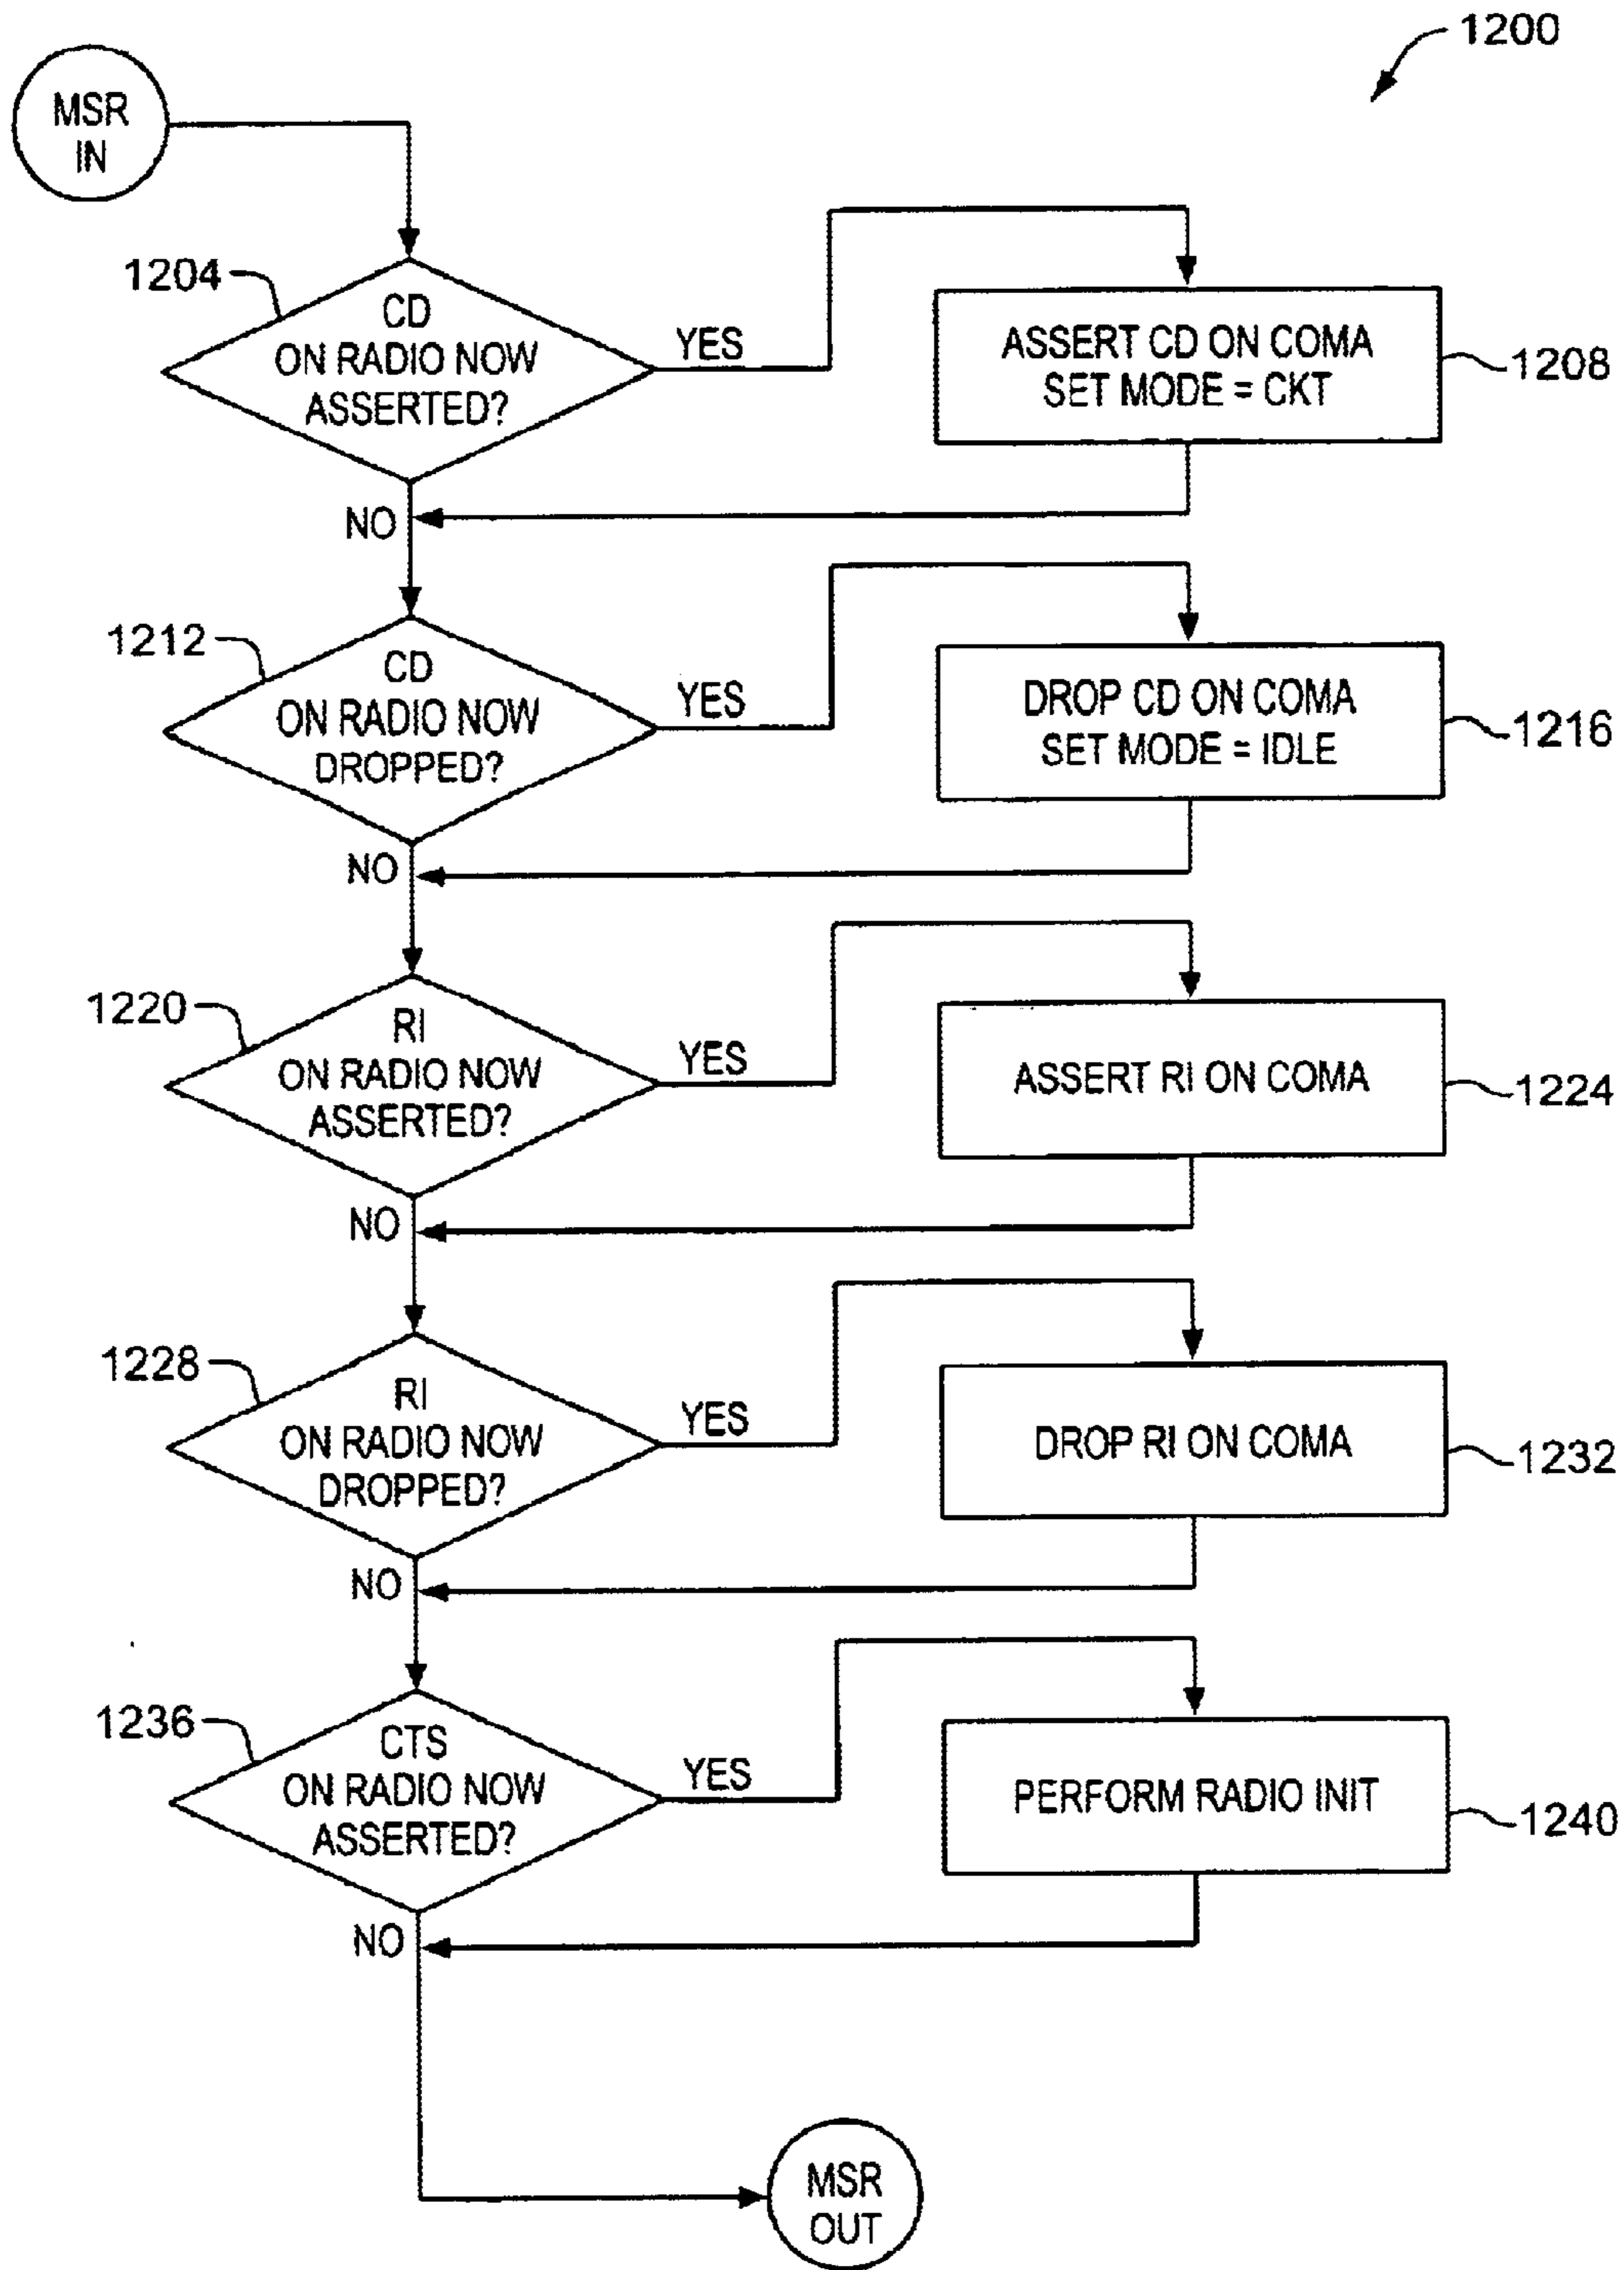 1200
MSR
IN
1204
CD
ON RADIO NOW
ASSERTED?
YES
ASSERT CD ON COMA
SET MODE = CKT
1208
NO
1212
CD
ON RADIO NOW
DROPPED?
YES
DROP CD ON COMA
SET MODE = IDLE
1216
NO
1220
RI
ON RADIO NOW
ASSERTED?
YES
ASSERT RI ON COMA
1224
NO
1228
RI
ON RADIO NOW
DROPPED?
YES
DROP RI ON COMA
1232
NO
1236
CTS
ON RADIO NOW
ASSERTED?
YES
PERFORM RADIO INIT
1240
NO
MSR
OUT